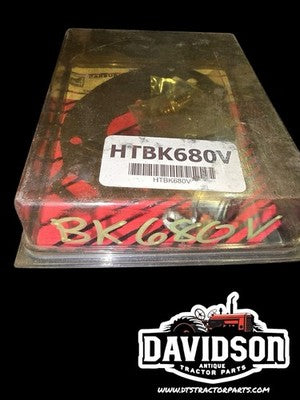 HTBK680V
HTBK680V
BK680V
DAVIDSON
ANTIQUE
TRACTOR PARTS
WWW.DTSTRACTORPARTS.COM